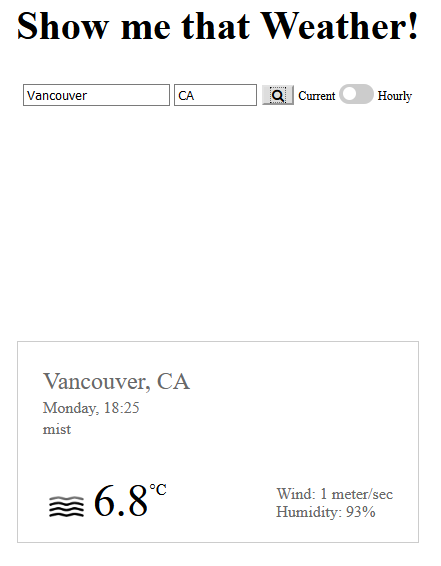 Show me that Weather!
Vancouver CA Current Hourly
Vancouver, CA
Monday, 18:25
mist
6.8°C
Wind: 1 meter/sec
Humidity: 93%